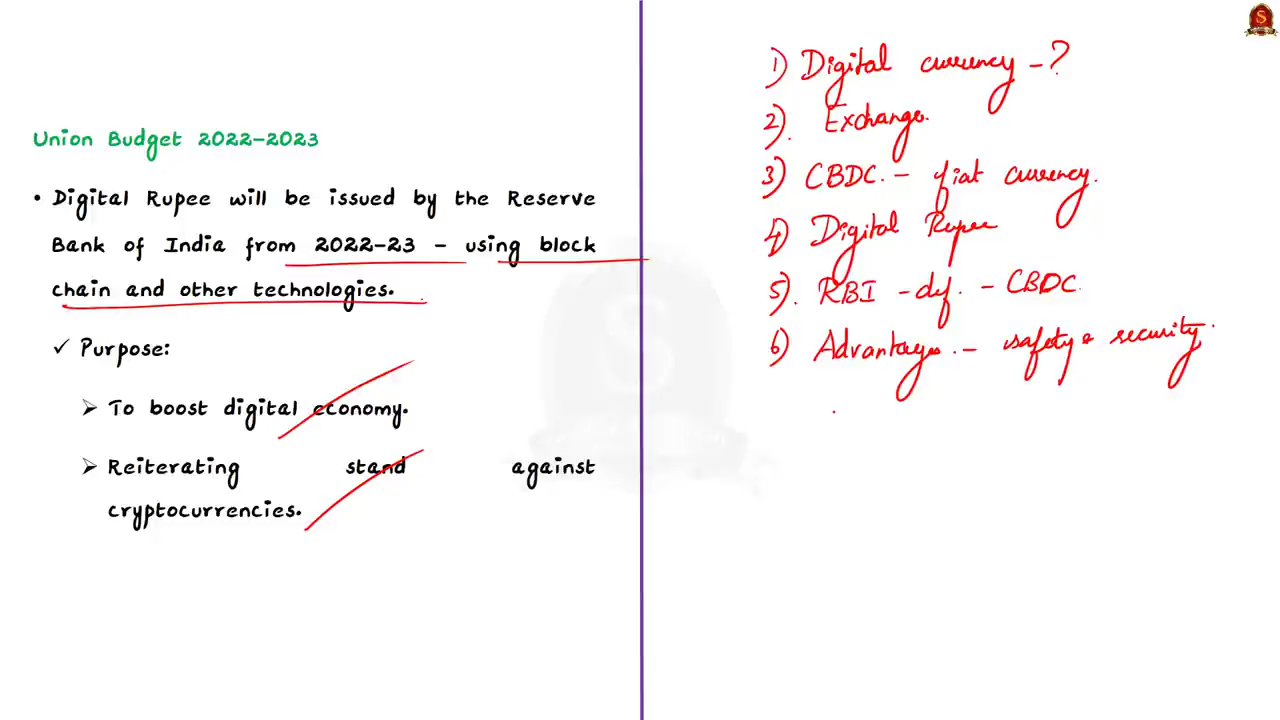 Union Budget 2022-2023
• Digital Rupee will be issued by the Reserve
Bank of India from 2022-23 - using block
chain and other technologies.
✓ Purpose:
➢ To boost digital economy.
➢ Reiterating stand against
cryptocurrencies.
1) Digital currency - ?
2). Exchange.
3) CBDC. - fiat currency.
4) Digital Rupee
5). RBI - def. - CBDC.
6) Advantages. - safety & security.